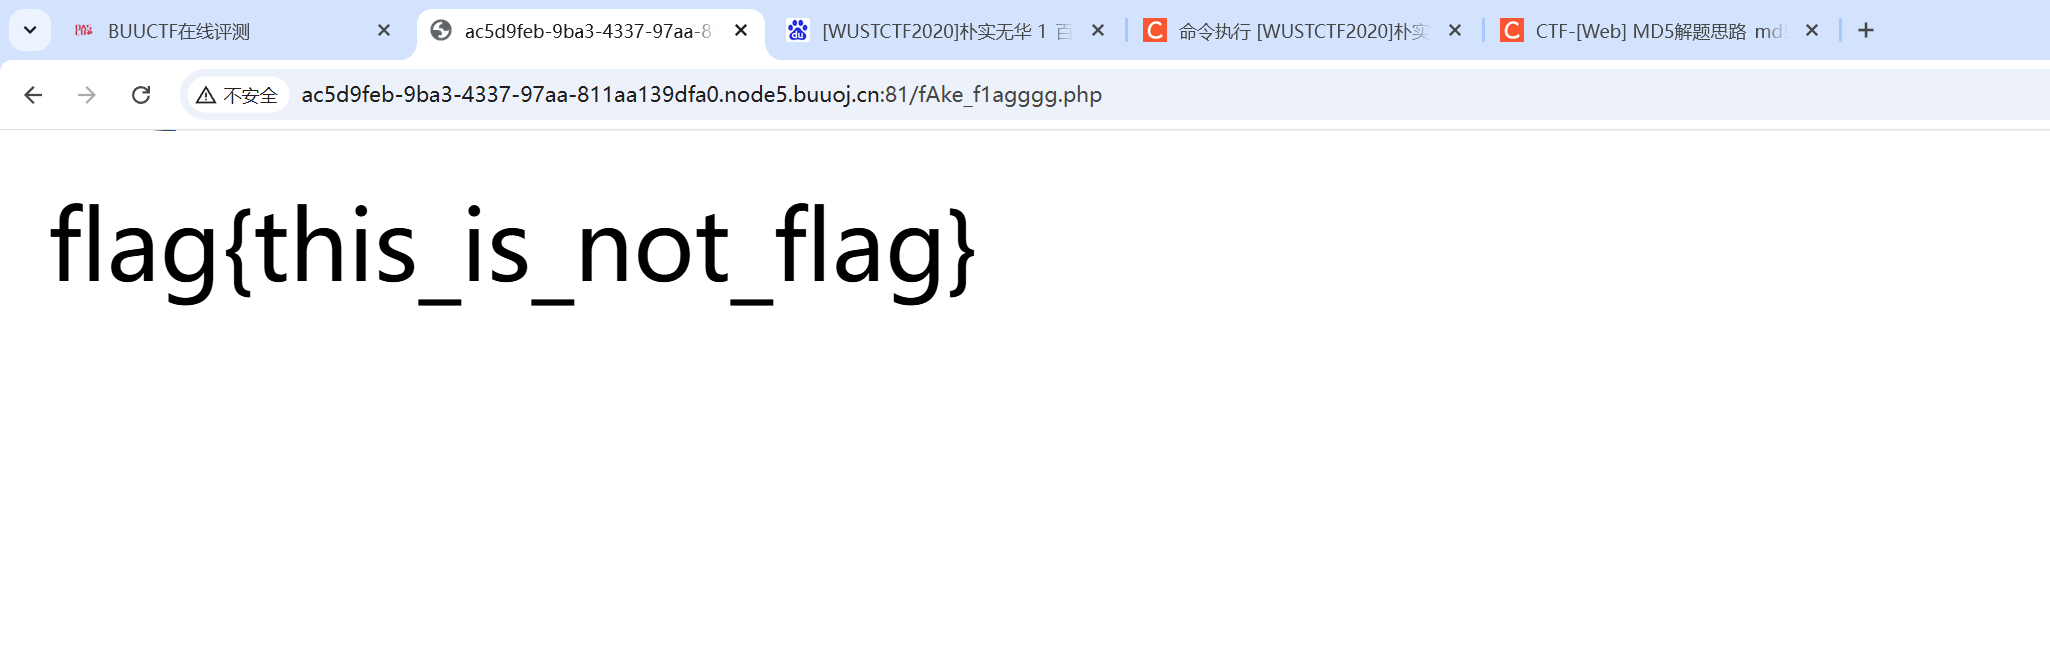 BUUCTF在线评测
ac5d9feb-9ba3-4337-97aa-8
[WUSTCTF2020]朴实无华 1 百
命令执行 [WUSTCTF2020]朴实
CTF-[Web] MD5解题思路 md5
不安全 ac5d9feb-9ba3-4337-97aa-811aa139dfa0.node5.buuoj.cn:81/fAke_f1agggg.php
flag{this_is_not_flag}